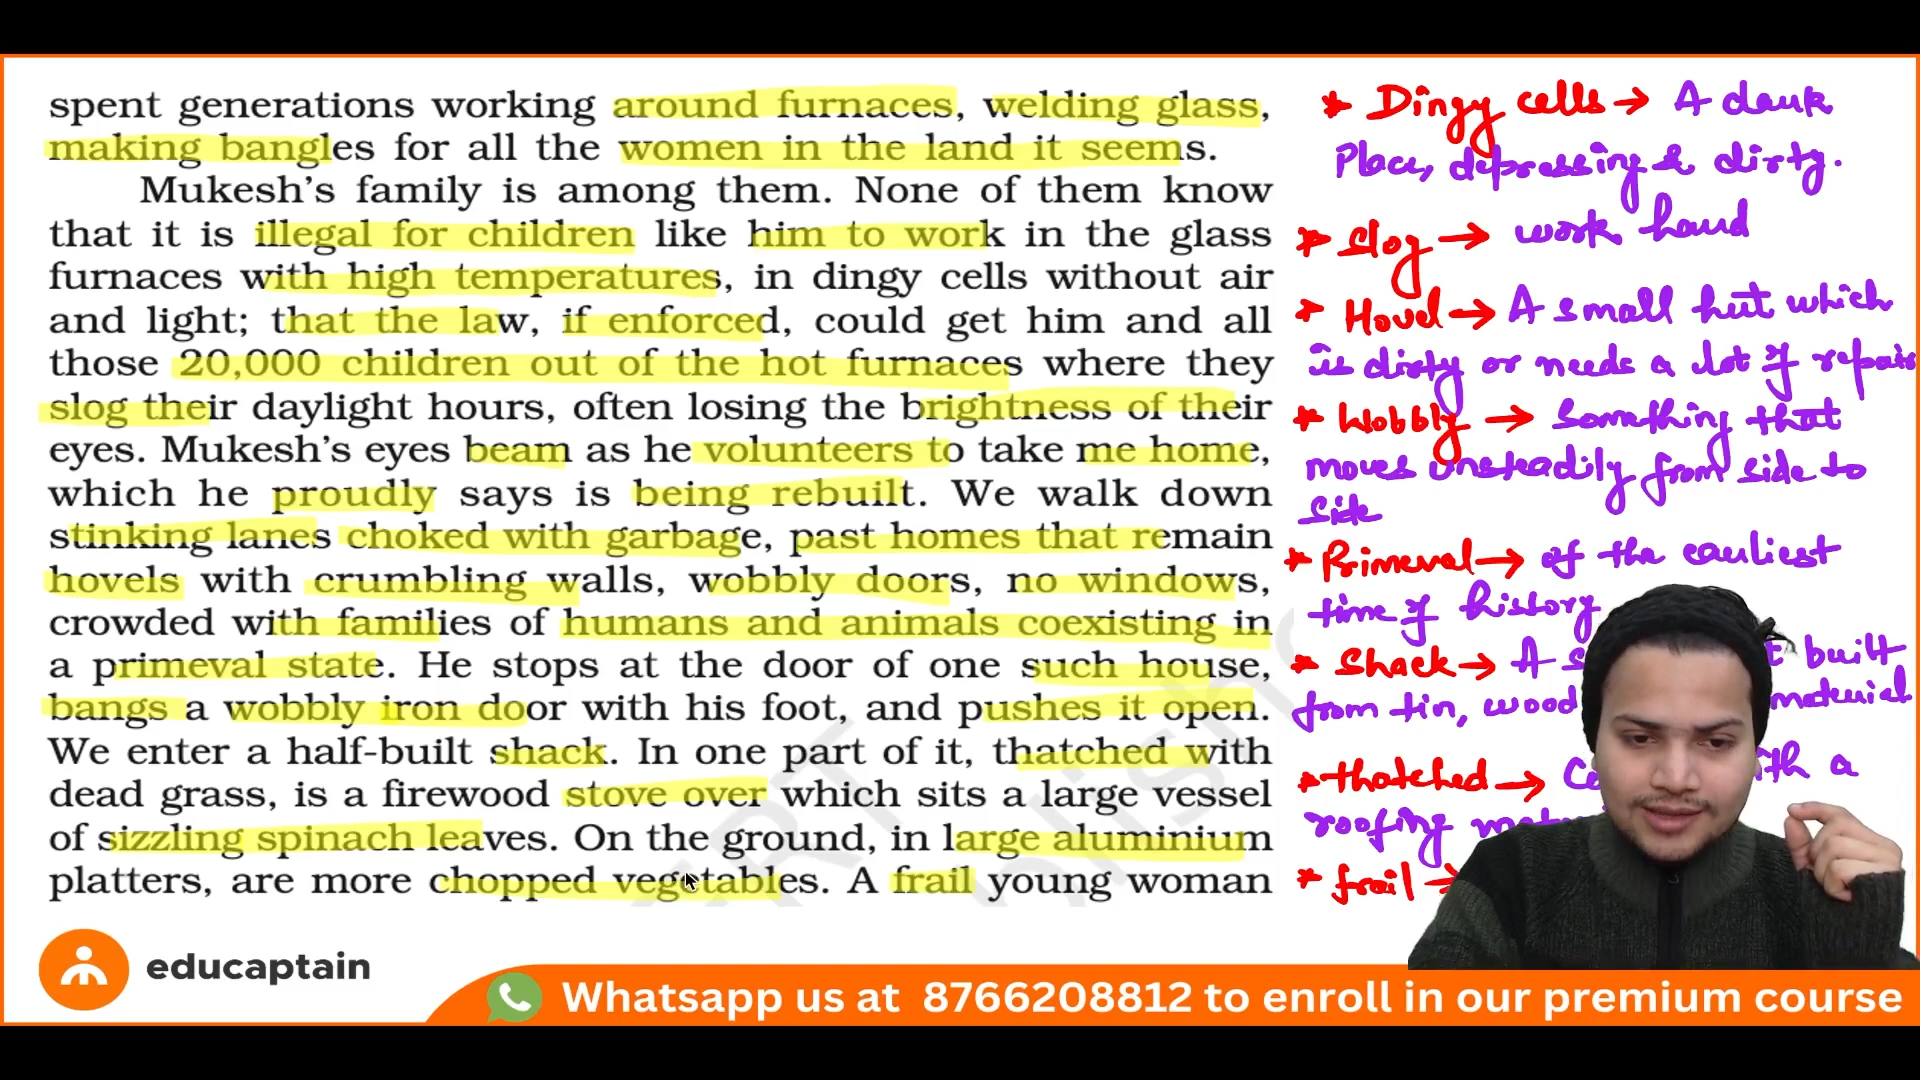 spent generations working around furnaces, welding glass,
making bangles for all the women in the land it seems.
Mukesh's family is among them. None of them know
that it is illegal for children like him to work in the glass
furnaces with high temperatures, in dingy cells without air
and light; that the law, if enforced, could get him and all
those 20,000 children out of the hot furnaces where they
slog their daylight hours, often losing the brightness of their
eyes. Mukesh's eyes beam as he volunteers to take me home,
which he proudly says is being rebuilt. We walk down
stinking lanes choked with garbage, past homes that remain
hovels with crumbling walls, wobbly doors, no windows,
crowded with families of humans and animals coexisting in
a primeval state. He stops at the door of one such house,
bangs a wobbly iron door with his foot, and pushes it open.
We enter a half-built shack. In one part of it, thatched with
dead grass, is a firewood stove over which sits a large vessel
of sizzling spinach leaves. On the ground, in large aluminium
platters, are more chopped vegetables. A frail young woman
* Dingy cells → A dark
Place, depressing & dirty.
* Slog → work hard
* Hovel → A small hut which
is dirty or needs a lot of repair
* Wobbly → Something that
moves unsteadily from side to
side
* Primeval → of the earliest
time of history
* Shack → A built
from tin, wood material
* thatched → with a
roofing
* frail →
educaptain
Whatsapp us at 8766208812 to enroll in our premium course